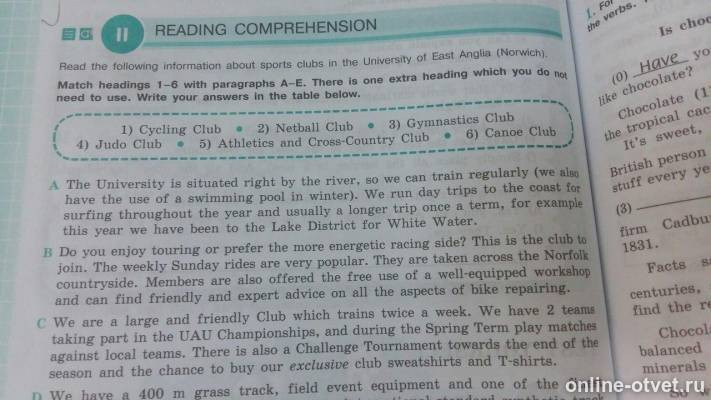 II READING COMPREHENSION
Read the following information about sports clubs in the University of East Anglia (Norwich).
Match headings 1–6 with paragraphs A–E. There is one extra heading which you do not
need to use. Write your answers in the table below.
1) Cycling Club • 2) Netball Club • 3) Gymnastics Club
4) Judo Club • 5) Athletics and Cross-Country Club • 6) Canoe Club
A The University is situated right by the river, so we can train regularly (we also
have the use of a swimming pool in winter). We run day trips to the coast for
surfing throughout the year and usually a longer trip once a term, for example
this year we have been to the Lake District for White Water.
B Do you enjoy touring or prefer the more energetic racing side? This is the club to
join. The weekly Sunday rides are very popular. They are taken across the Norfolk
countryside. Members are also offered the free use of a well-equipped workshop
and can find friendly and expert advice on all the aspects of bike repairing.
C We are a large and friendly Club which trains twice a week. We have 2 teams
taking part in the UAU Championships, and during the Spring Term play matches
against local teams. There is also a Challenge Tournament towards the end of the
season and the chance to buy our exclusive club sweatshirts and T-shirts.
D We have a 400 m grass track, field event equipment and one of the
standard synthetic track
1. For
the verbs.
Is choc
(0) Have yo
like chocolate?
Chocolate (1
the tropical cac
It's sweet,
British person
stuff every ye
(3)
firm Cadbu
1831.
Facts s
centuries,
find the re
Chocol
balanced
minerals
So w
online-otvet.ru